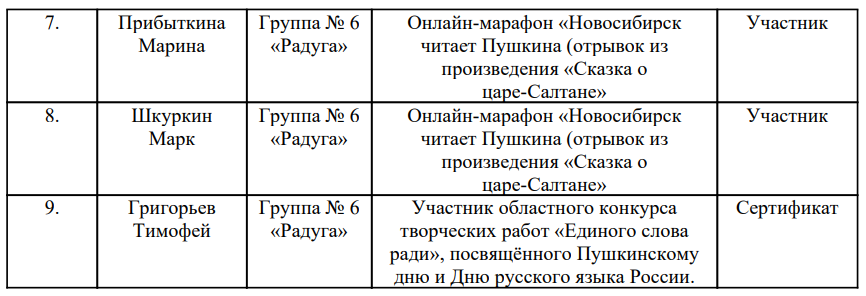 7. Прибыткина Группа № 6 Онлайн-марафон «Новосибирск Участник
Марина «Радуга» читает Пушкина (отрывок из
произведения «Сказка о
царе-Салтане»
8. Шкуркин Группа № 6 Онлайн-марафон «Новосибирск Участник
Марк «Радуга» читает Пушкина (отрывок из
произведения «Сказка о
царе-Салтане»
9. Григорьев Группа № 6 Участник областного конкурса Сертификат
Тимофей «Радуга» творческих работ «Единого слова
ради», посвящённого Пушкинскому
дню и Дню русского языка России.